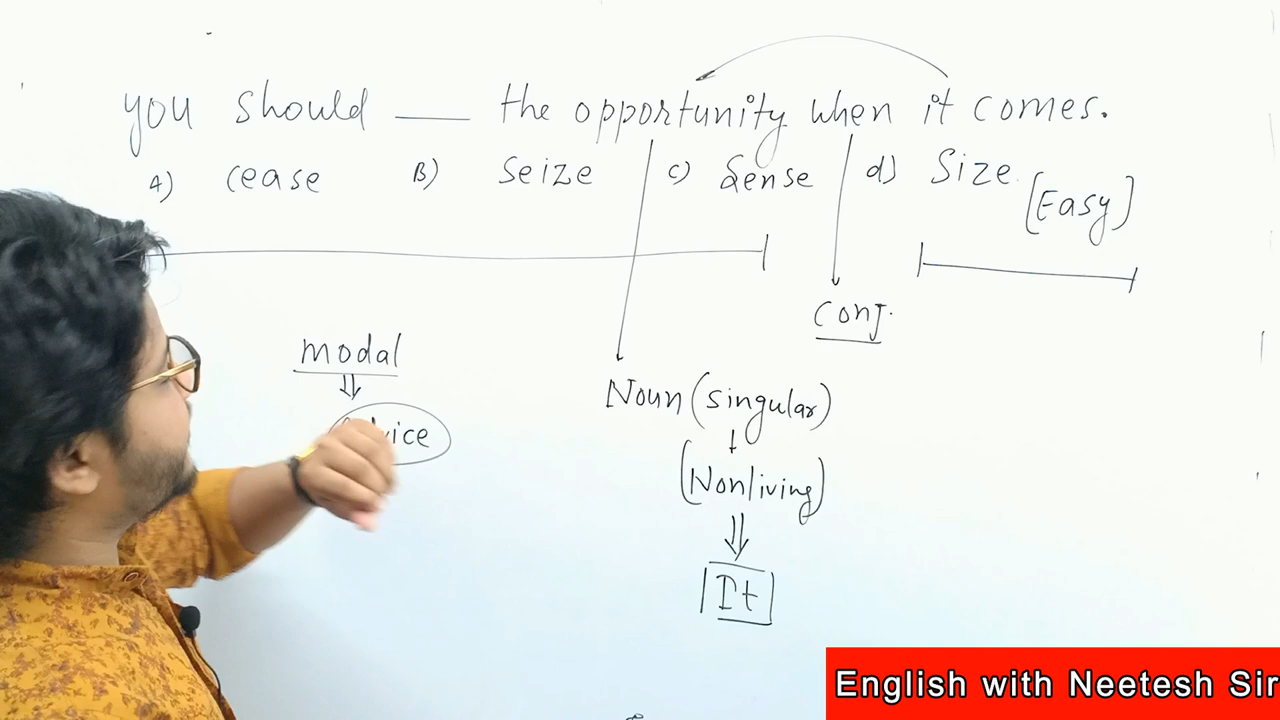 you should ___ the opportunity when it comes.
A) cease B) seize c) Sense d) Size
[Easy]
conj.
modal
Noun (singular)
(Nonliving)
It
English with Neetesh Sir